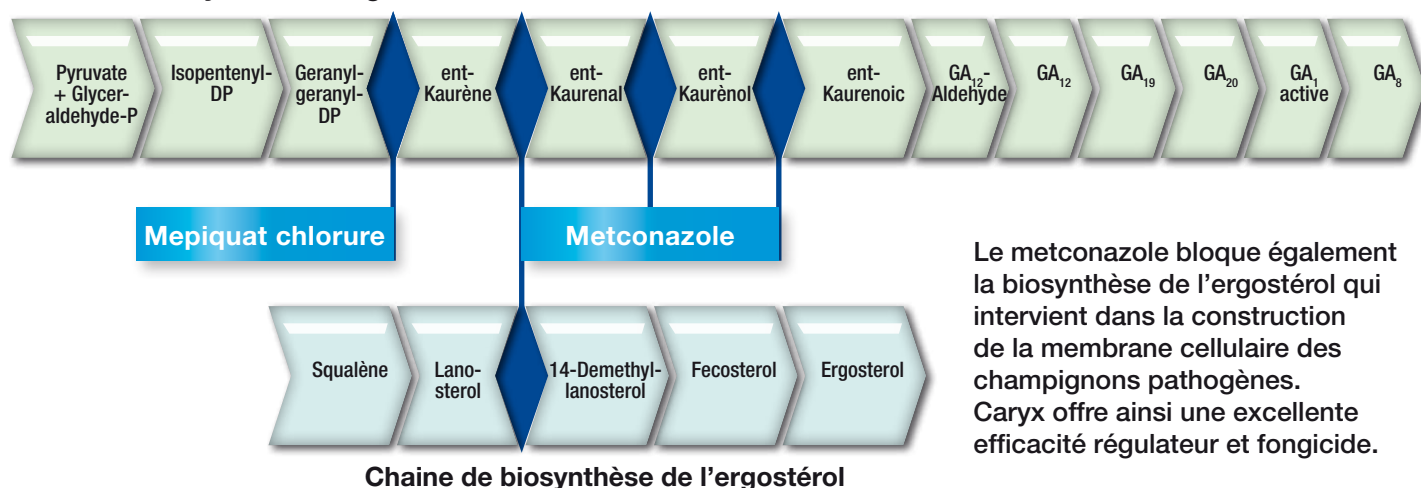 Pyruvate
+ Glycer-
aldehyde-P
Isopentenyl-
DP
Geranyl-
geranyl-
DP
ent-
Kaurène
ent-
Kaurenal
ent-
Kaurènol
ent-
Kaurenoic
GA12-
Aldehyde
GA12
GA19
GA20
GA1
active
GA8
Mepiquat chlorure
Metconazole
Squalène
Lano-
sterol
14-Demethyl-
lanosterol
Fecosterol
Ergosterol
Chaine de biosynthèse de l’ergostérol
Le metconazole bloque également
la biosynthèse de l’ergostérol qui
intervient dans la construction
de la membrane cellulaire des
champignons pathogènes.
Caryx offre ainsi une excellente
efficacité régulateur et fongicide.